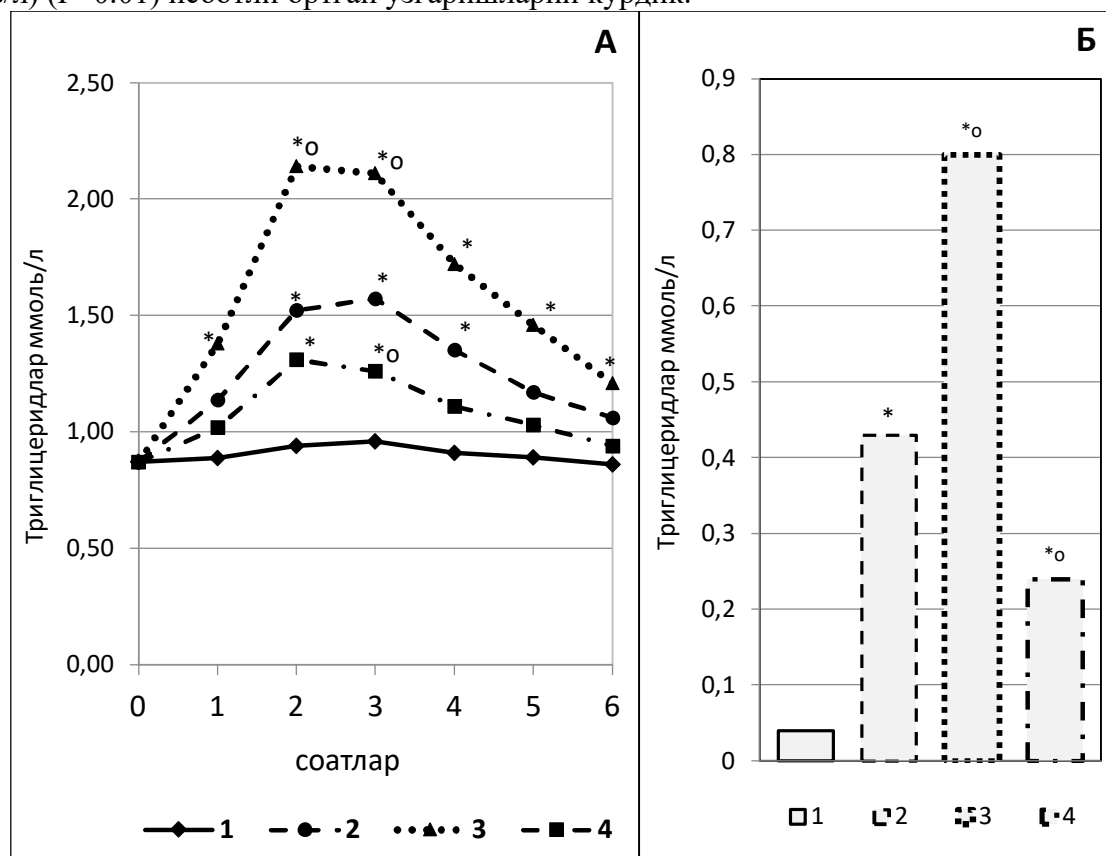 А
Триглицеридлар ммоль/л
2,50
2,00
1,50
1,00
0,50
0,00
*o
*o
*
*
*
*
*
*
*
*
*
*o
0 1 2 3 4 5 6
соатлар
1 2 3 4
Б
Триглицеридлар ммоль/л
0,9
0,8
0,7
0,6
0,5
0,4
0,3
0,2
0,1
0
*
*o
*o
1 2 3 4